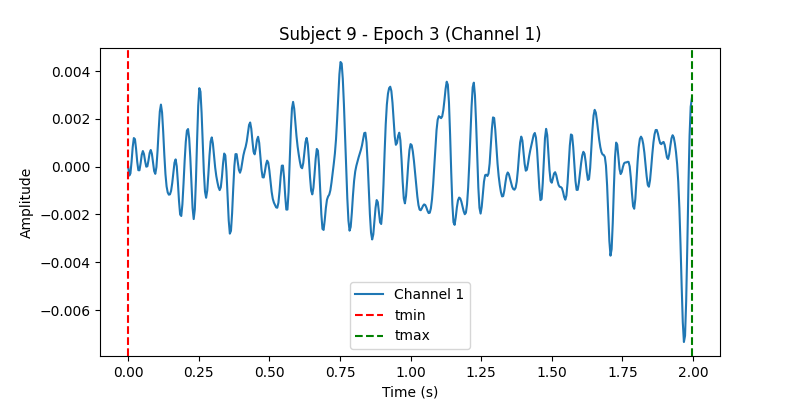 Subject 9 - Epoch 3 (Channel 1)
0.004
0.002
0.000
−0.002
−0.004
−0.006
Amplitude
Channel 1
tmin
tmax
0.00 0.25 0.50 0.75 1.00 1.25 1.50 1.75 2.00
Time (s)